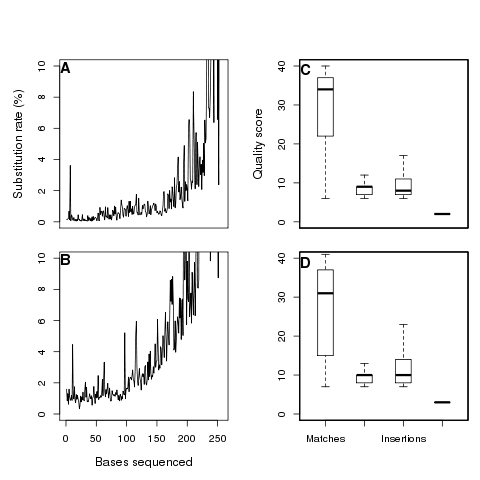 A
Substitution rate (%)
0 2 4 6 8 10
C
Quality score
0 10 20 30 40
B
0 2 4 6 8 10
0 50 100 150 200 250
Bases sequenced
D
0 10 20 30 40
Matches Insertions